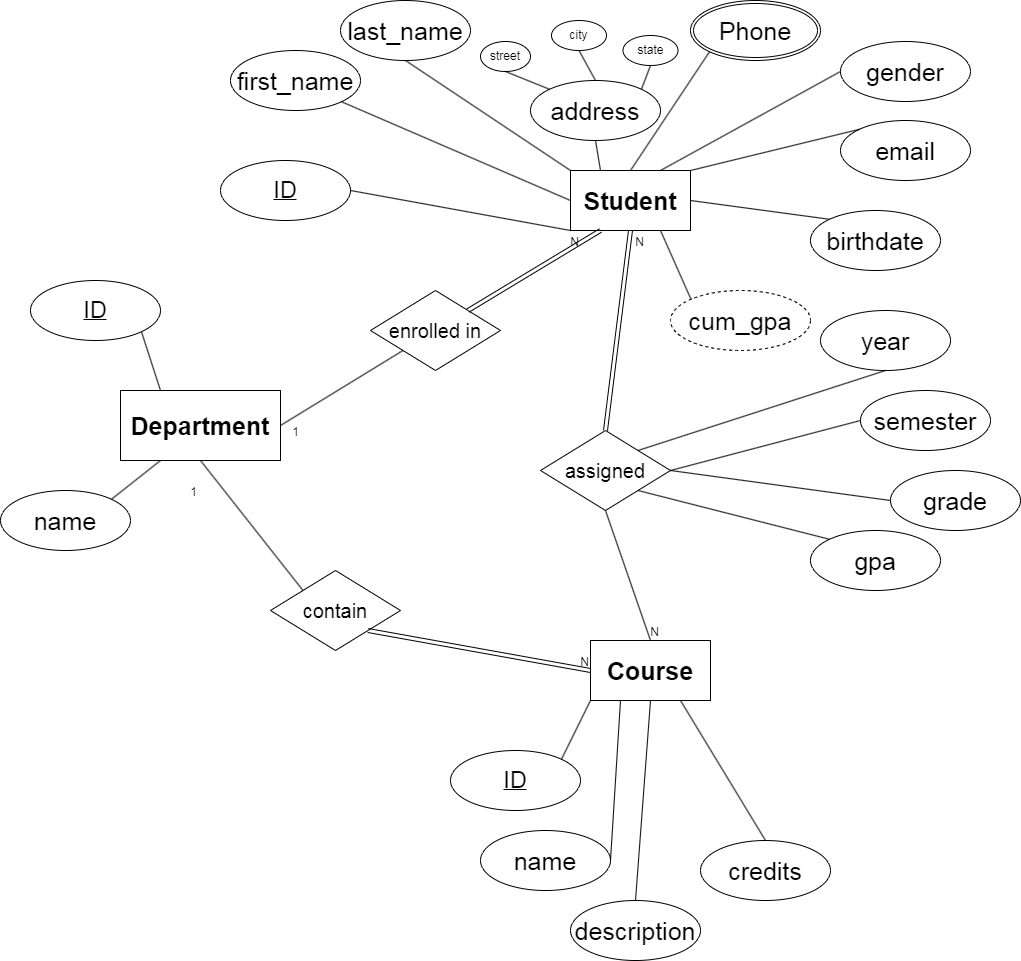 last_name
Phone
city
street
state
first_name
address
gender
email
ID
Student
birthdate
N
N
ID
enrolled in
cum_gpa
year
Department
1
semester
assigned
1
grade
name
gpa
contain
N
N
Course
ID
name
credits
description